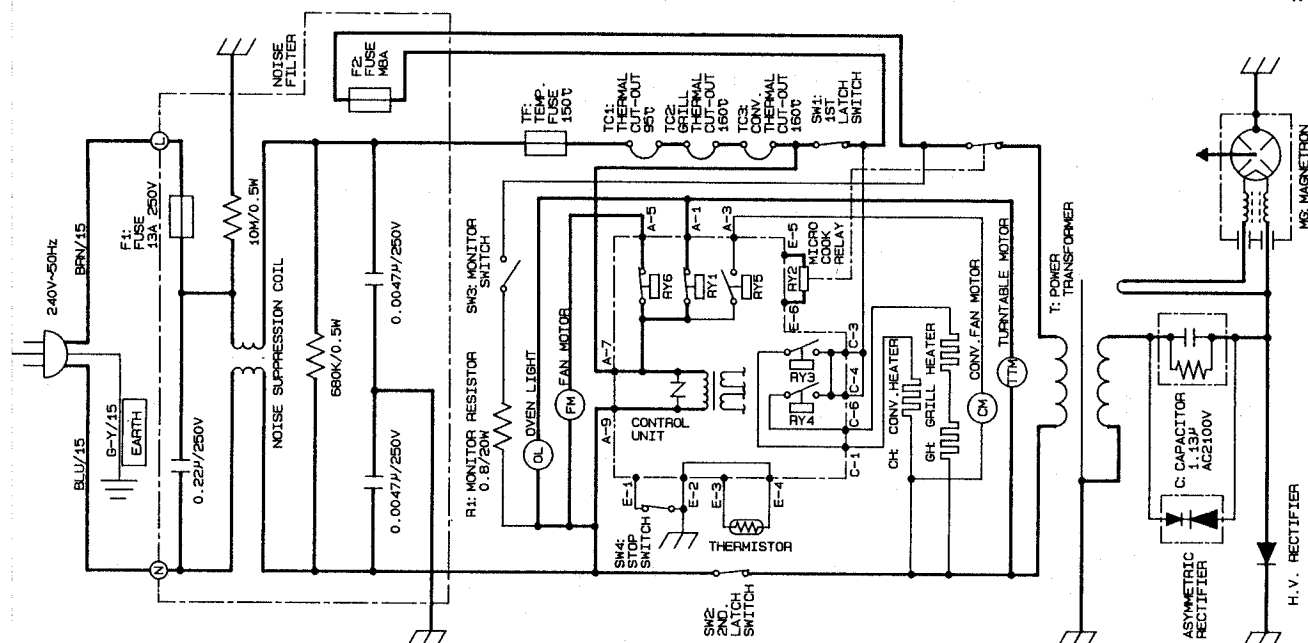 240V~50Hz
BLU/15
BRN/15
G-Y/15
EARTH
N
L
NOISE
FILTER
F1:
FUSE
13A 250V
0.22µ/250V
10M/0.5W
NOISE SUPPRESSION COIL
680K/0.5W
0.0047µ/250V
0.0047µ/250V
F2:
FUSE
M8A
TF:
TEMP.
FUSE
150℃
TC1:
THERMAL
CUT-OUT
95℃
TC2:
GRILL
THERMAL
CUT-OUT
160℃
TC3:
CONV.
THERMAL
CUT-OUT
160℃
SW1:
1ST
LATCH
SWITCH
SW3: MONITOR
SWITCH
R1: MONITOR RESISTOR
0.8/20W
OL
OVEN LIGHT
FM
FAN MOTOR
A-7
A-9
A-5
A-1
A-3
RY6
RY1
RY5
E-5
RY2
E-6
MICRO
COOK
RELAY
CONTROL
UNIT
RY3
RY4
C-3
C-4
C-6
C-1
E-1
E-2
E-3
E-4
SW4:
STOP
SWITCH
THERMISTOR
SW2:
2ND.
LATCH
SWITCH
CH: CONV.HEATER
GH: GRILL HEATER
CM
CONV.FAN MOTOR
TTM
TURNTABLE MOTOR
T: POWER
TRANSFORMER
C: CAPACITOR
1.13µ
AC2100V
ASYMMETRIC
RECTIFIER
H.V. RECTIFIER
MG: MAGNETRON